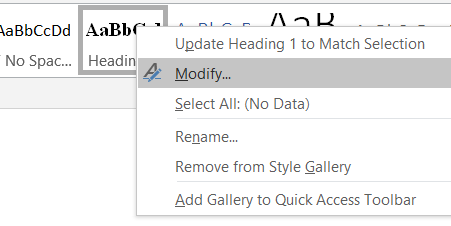 AaBbCcDd AaBbCcD
No Spac... Headin
Update Heading 1 to Match Selection
Modify...
Select All: (No Data)
Rename...
Remove from Style Gallery
Add Gallery to Quick Access Toolbar